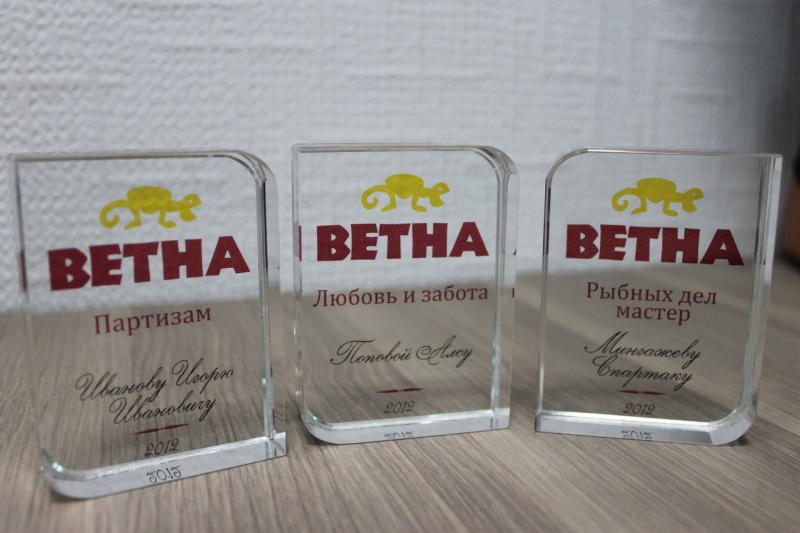 ВЕТНА
Партизам
Иванову Игорю
Ивановичу
2012
ВЕТНА
Любовь и забота
Поповой Алсу
2012
ВЕТНА
Рыбных дел
мастер
Мингажеву
Спартаку
2012